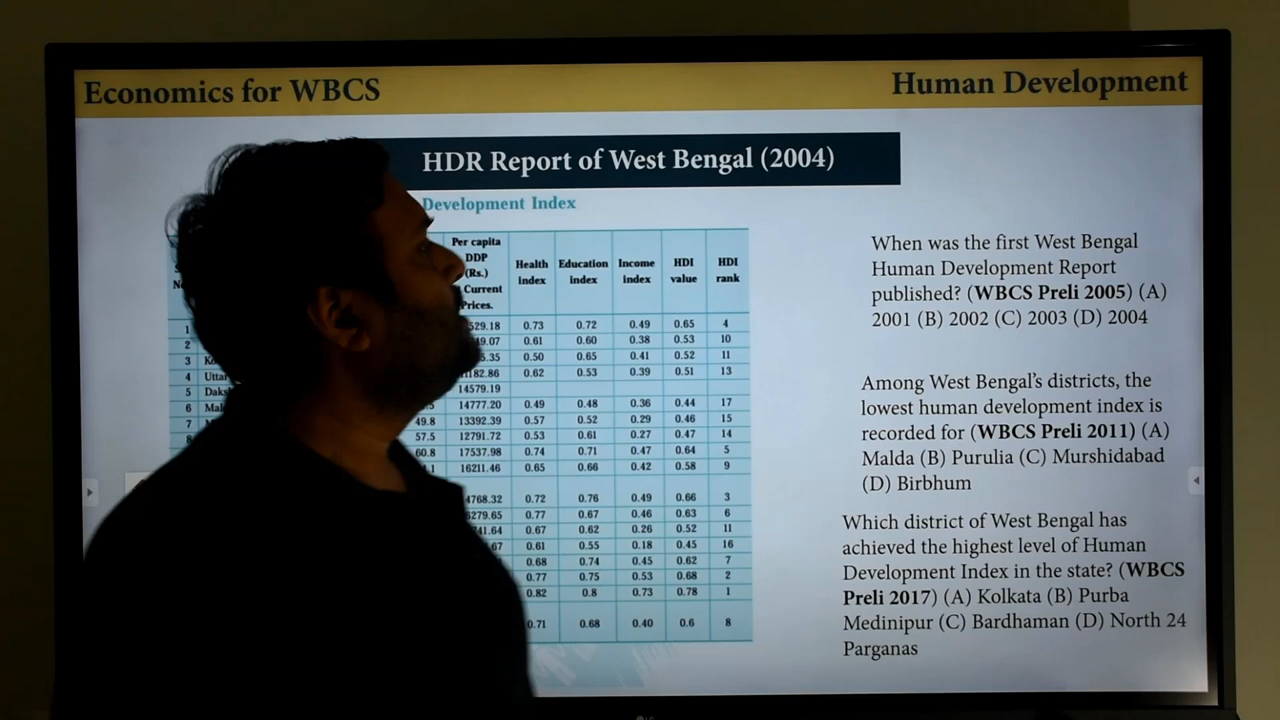 Economics for WBCS
Human Development
HDR Report of West Bengal (2004)
Development Index
Per capita
DDP
(Rs.)
Current
Prices.
Health
index
Education
index
Income
index
HDI
value
HDI
rank
1 529.18 0.73 0.72 0.49 0.65 4
2 0.61 0.60 0.38 0.53 10
3 0.50 0.65 0.41 0.52 11
4 Uttar 0.62 0.53 0.39 0.51 13
5 Daks 14579.19
6 Mal 14777.20 0.49 0.48 0.36 0.44 17
7 49.8 13392.39 0.57 0.52 0.29 0.46 15
8 57.5 12791.72 0.53 0.61 0.27 0.47 14
60.8 17537.98 0.74 0.71 0.47 0.64 5
16211.46 0.65 0.66 0.42 0.58 9
4768.32 0.72 0.76 0.49 0.66 3
6279.65 0.77 0.67 0.46 0.63 6
0.67 0.62 0.26 0.52 11
0.61 0.55 0.18 0.45 16
0.68 0.74 0.45 0.62 7
0.77 0.75 0.53 0.68 2
0.82 0.8 0.73 0.78 1
0.71 0.68 0.40 0.6 8
When was the first West Bengal
Human Development Report
published? (WBCS Preli 2005) (A)
2001 (B) 2002 (C) 2003 (D) 2004
Among West Bengal's districts, the
lowest human development index is
recorded for (WBCS Preli 2011) (A)
Malda (B) Purulia (C) Murshidabad
(D) Birbhum
Which district of West Bengal has
achieved the highest level of Human
Development Index in the state? (WBCS
Preli 2017) (A) Kolkata (B) Purba
Medinipur (C) Bardhaman (D) North 24
Parganas
LG